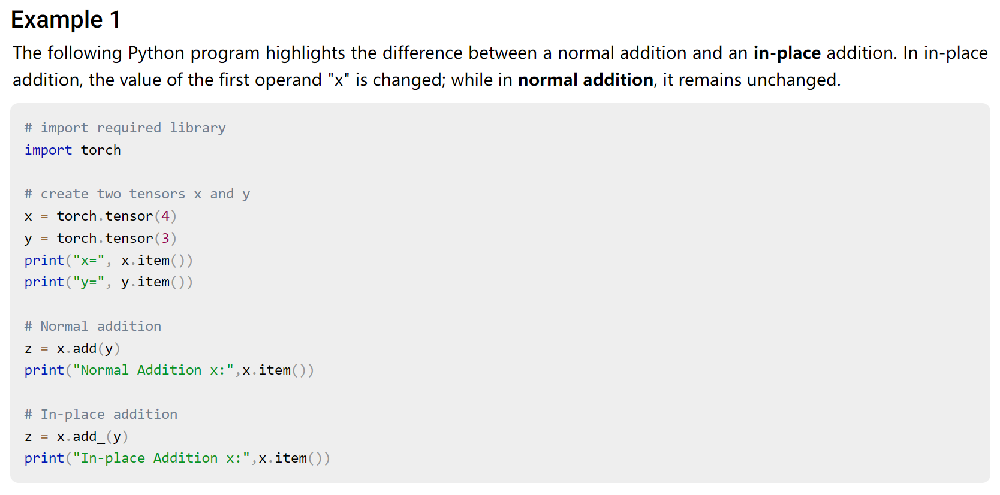 Example 1
The following Python program highlights the difference between a normal addition and an in-place addition. In in-place
addition, the value of the first operand "x" is changed; while in normal addition, it remains unchanged.
# import required library
import torch
# create two tensors x and y
x = torch.tensor(4)
y = torch.tensor(3)
print("x=", x.item())
print("y=", y.item())
# Normal addition
z = x.add(y)
print("Normal Addition x:",x.item())
# In-place addition
z = x.add_(y)
print("In-place Addition x:",x.item())